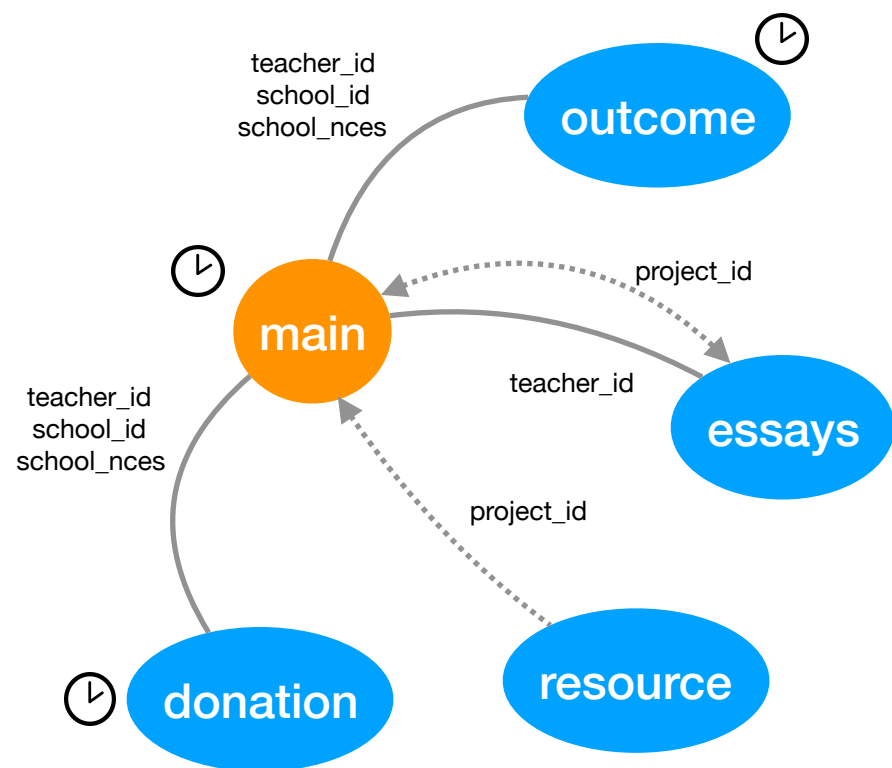 teacher_id
school_id
school_nces
outcome
project_id
main
teacher_id
essays
teacher_id
school_id
school_nces
project_id
resource
donation